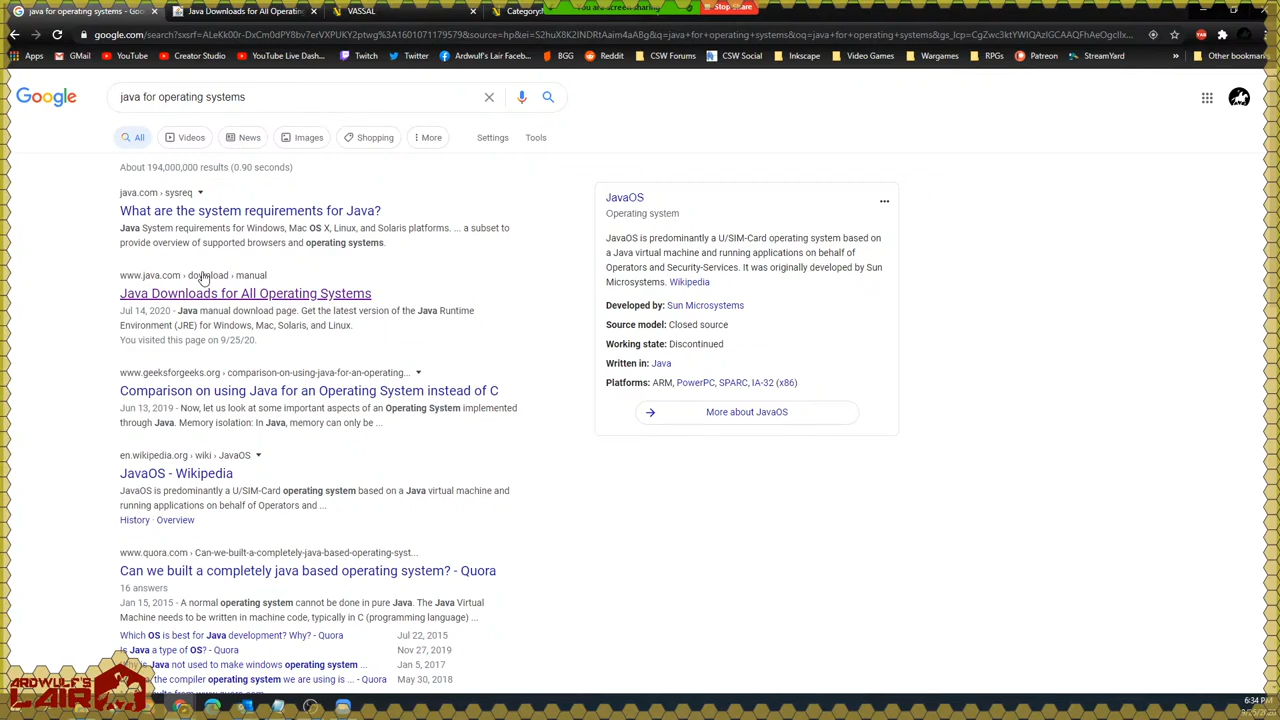 java for operating systems - Goo
Java Downloads for All Operating
VASSAL
Category:
You are screen sharing
Stop Share
Apps
GMail
YouTube
Creator Studio
YouTube - Live Das...
Twitch
Twitter
Ardwulf's Lair Faceb...
BGG
Reddit
CSW Forums
CSW Social
Inkscape
Video Games
Wargames
RPGs
Patreon
StreamYard
»
Other bookmarks
Google
java for operating systems
All
Videos
News
Images
Shopping
More
Settings
Tools
About 194,000,000 results (0.90 seconds)
java.com › sysreq
What are the system requirements for Java?
Java System requirements for Windows, Mac OS X, Linux, and Solaris platforms. ... a subset to
provide overview of supported browsers and operating systems.
www.java.com › download › manual
Java Downloads for All Operating Systems
Jul 14, 2020 - Java manual download page. Get the latest version of the Java Runtime
Environment (JRE) for Windows, Mac, Solaris, and Linux.
You visited this page on 9/25/20.
www.geeksforgeeks.org › comparison-on-using-java-for-an-operating...
Comparison on using Java for an Operating System instead of C
Jun 13, 2019 - Now, let us look at some important aspects of an Operating System implemented
through Java. Memory isolation: In Java, memory can only be ...
en.wikipedia.org › wiki › JavaOS
JavaOS - Wikipedia
JavaOS is predominantly a U/SIM-Card operating system based on a Java virtual machine and
running applications on behalf of Operators and ...
History · Overview
www.quora.com › Can-we-built-a-completely-java-based-operating-syst...
Can we built a completely java based operating system? - Quora
16 answers
Jan 15, 2015 - A normal operating system cannot be done in pure Java. The Java Virtual
Machine needs to be written in machine code, typically in C (programming language) ...
Which OS is best for Java development? Why? - Quora Jul 22, 2015
Is Java a type of OS? - Quora Nov 27, 2019
Why is Java not used to make windows operating system ... Jan 5, 2017
the compiler operating system we are using is ... - Quora May 30, 2018
JavaOS
Operating system
JavaOS is predominantly a U/SIM-Card operating system based on
a Java virtual machine and running applications on behalf of
Operators and Security-Services. It was originally developed by Sun
Microsystems. Wikipedia
Developed by: Sun Microsystems
Source model: Closed source
Working state: Discontinued
Written in: Java
Platforms: ARM, PowerPC, SPARC, IA-32 (x86)
More about JavaOS
ARDWULF'S
LAIR
6:34 PM